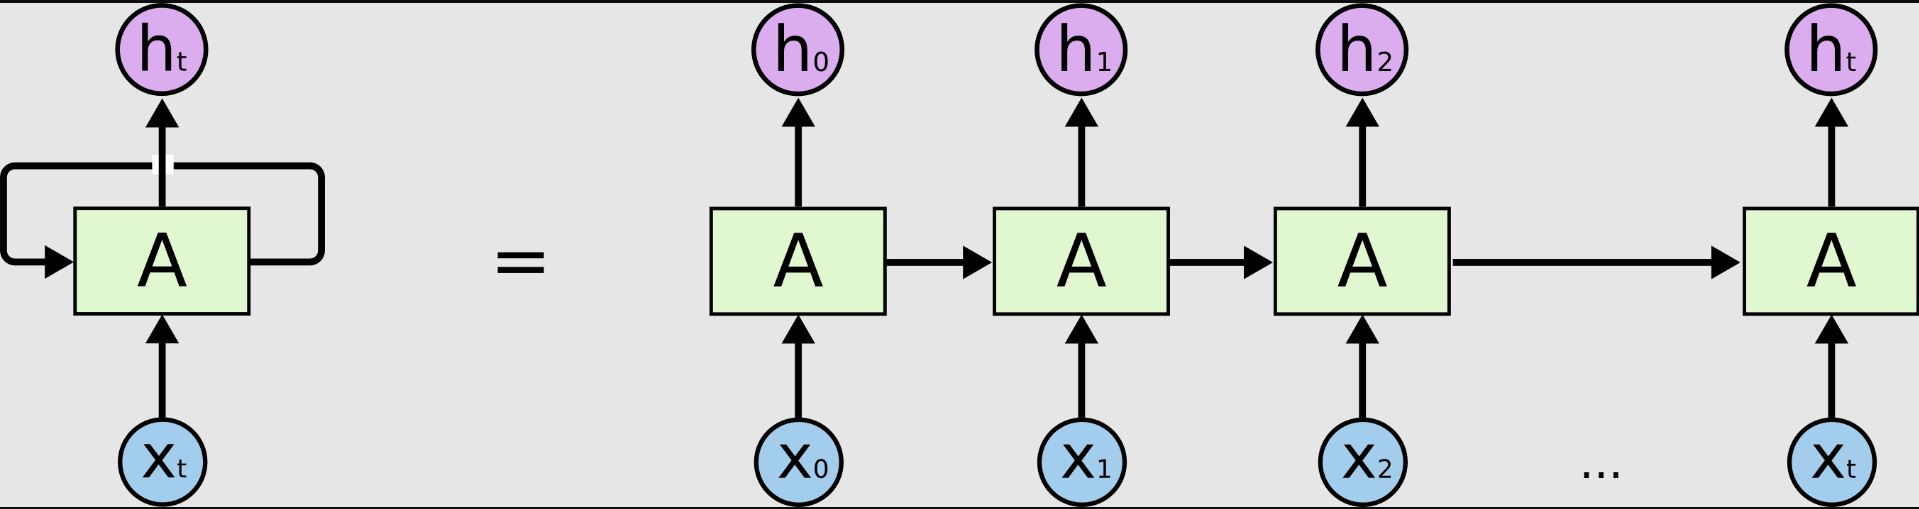 ht h0 h1 h2 ht
A = A A A A
xt x0 x1 x2 ... xt